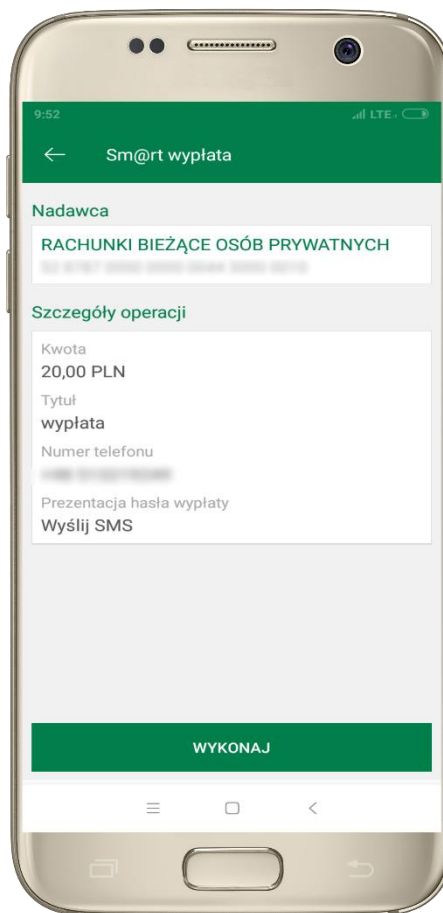 9:52
LTE
Sm@rt wypłata
Nadawca
RACHUNKI BIEŻĄCE OSÓB PRYWATNYCH
Szczegóły operacji
Kwota
20,00 PLN
Tytuł
wypłata
Numer telefonu
Prezentacja hasła wypłaty
Wyślij SMS
WYKONAJ